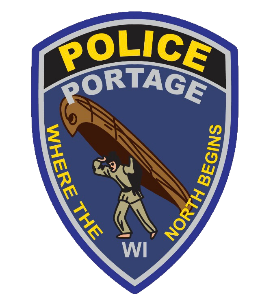 POLICE
PORTAGE
WHERE THE
NORTH BEGINS
WI